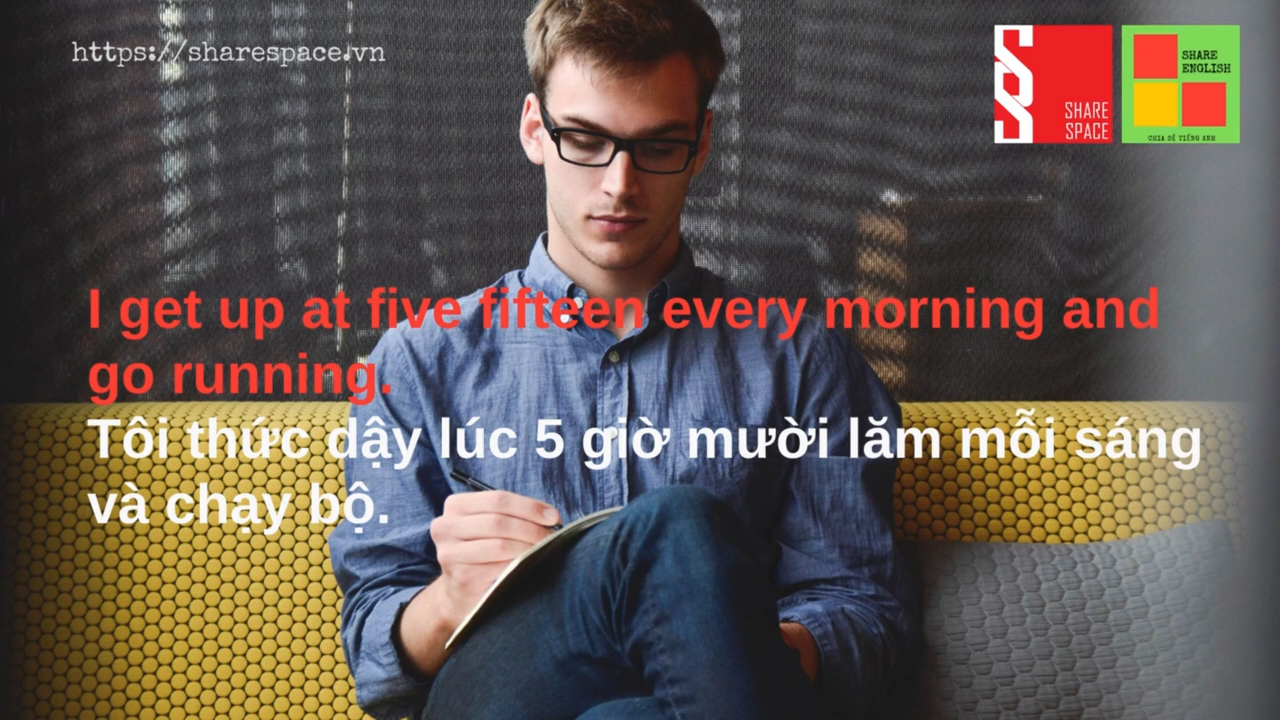 https://sharespace.vn
SHARE
SPACE
SHARE
ENGLISH
CHIA SẺ TIẾNG ANH
I get up at five fifteen every morning and
go running.
Tôi thức dậy lúc 5 giờ mười lăm mỗi sáng
và chạy bộ.